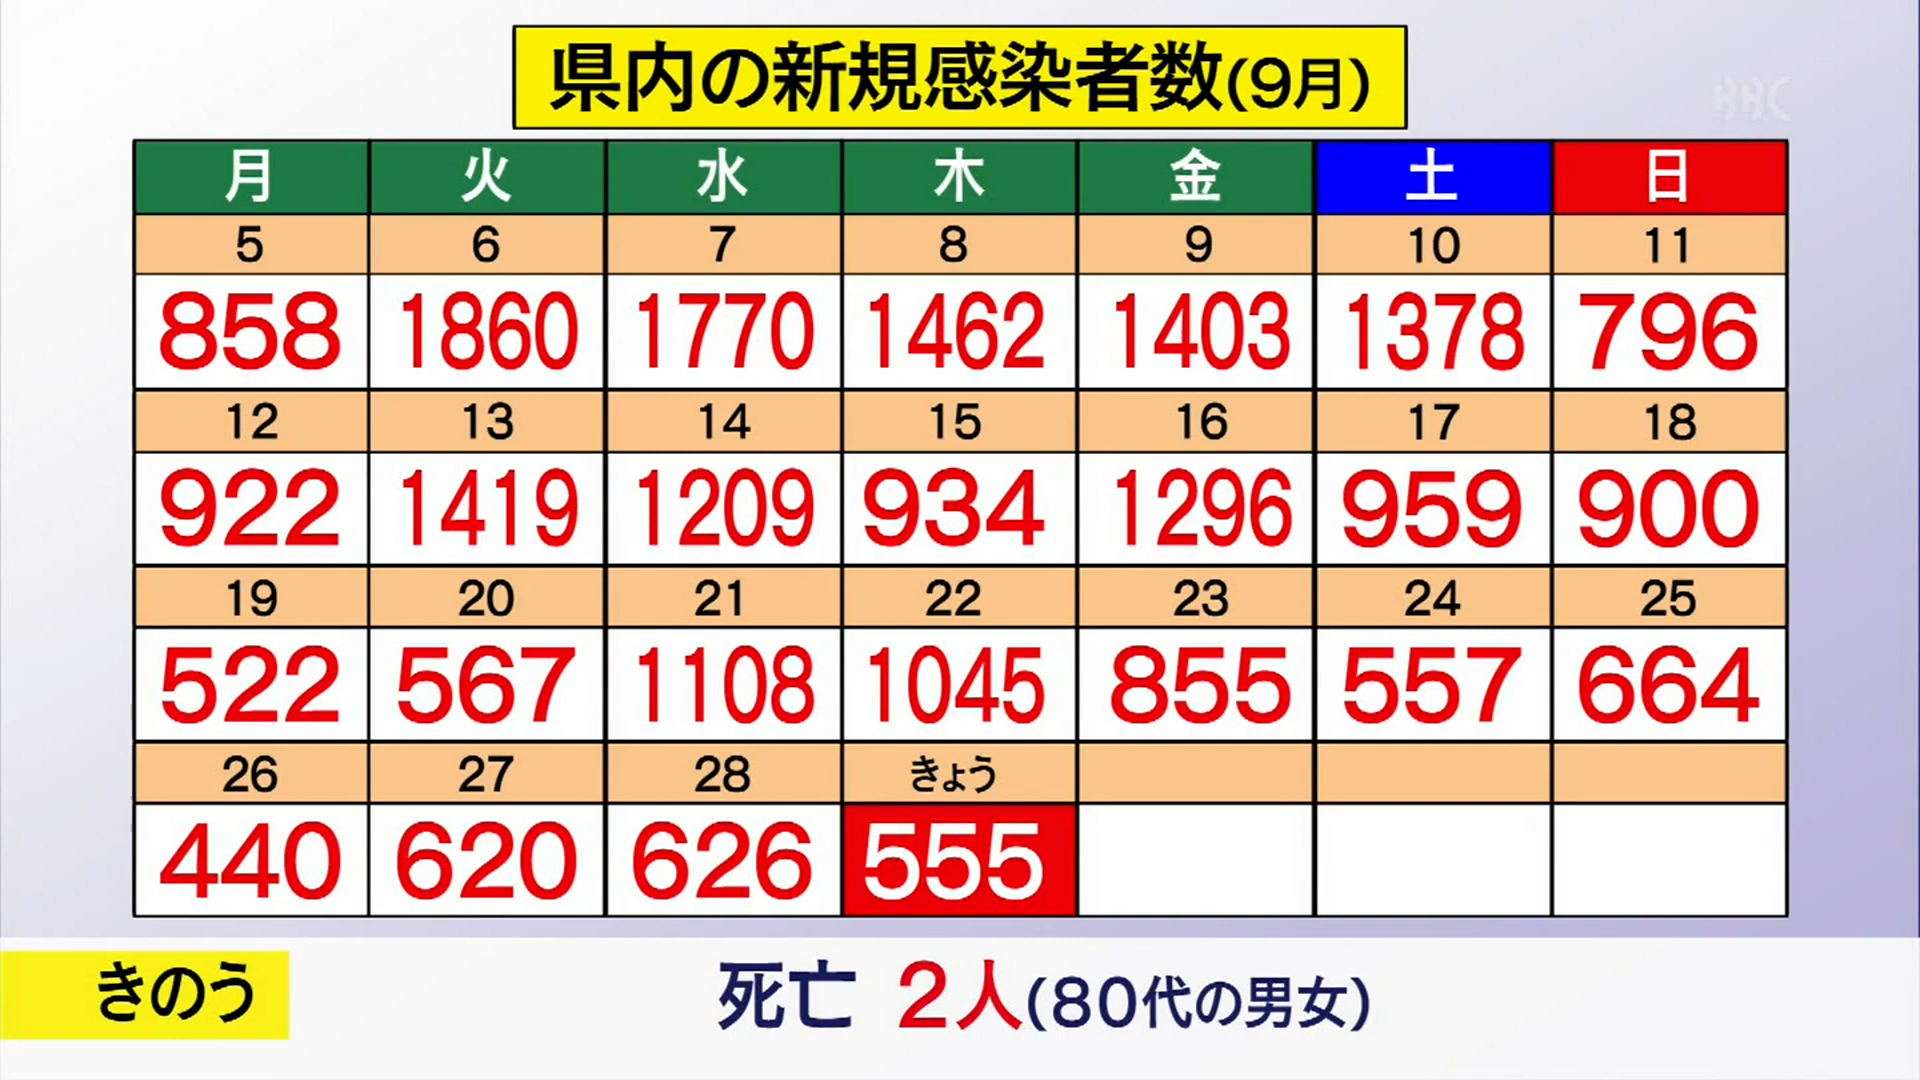 県内の新規感染者数(9月)
BBC
月 火 水 木 金 土 日
5 6 7 8 9 10 11
858 1860 1770 1462 1403 1378 796
12 13 14 15 16 17 18
922 1419 1209 934 1296 959 900
19 20 21 22 23 24 25
522 567 1108 1045 855 557 664
26 27 28 きょう
440 620 626 555
きのう 死亡 2人(80代の男女)